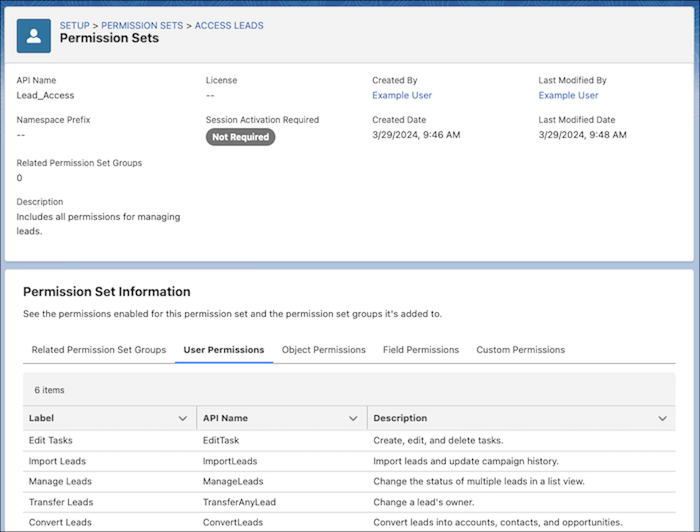 SETUP > PERMISSION SETS > ACCESS LEADS
Permission Sets
API Name
Lead_Access
License
--
Created By
Example User
Last Modified By
Example User
Namespace Prefix
--
Session Activation Required
Not Required
Created Date
3/29/2024, 9:46 AM
Last Modified Date
3/29/2024, 9:48 AM
Related Permission Set Groups
0
Description
Includes all permissions for managing
leads.
Permission Set Information
See the permissions enabled for this permission set and the permission set groups it's added to.
Related Permission Set Groups User Permissions Object Permissions Field Permissions Custom Permissions
6 items
Label API Name Description
Edit Tasks EditTask Create, edit, and delete tasks.
Import Leads ImportLeads Import leads and update campaign history.
Manage Leads ManageLeads Change the status of multiple leads in a list view.
Transfer Leads TransferAnyLead Change a lead's owner.
Convert Leads ConvertLeads Convert leads into accounts, contacts, and opportunities.